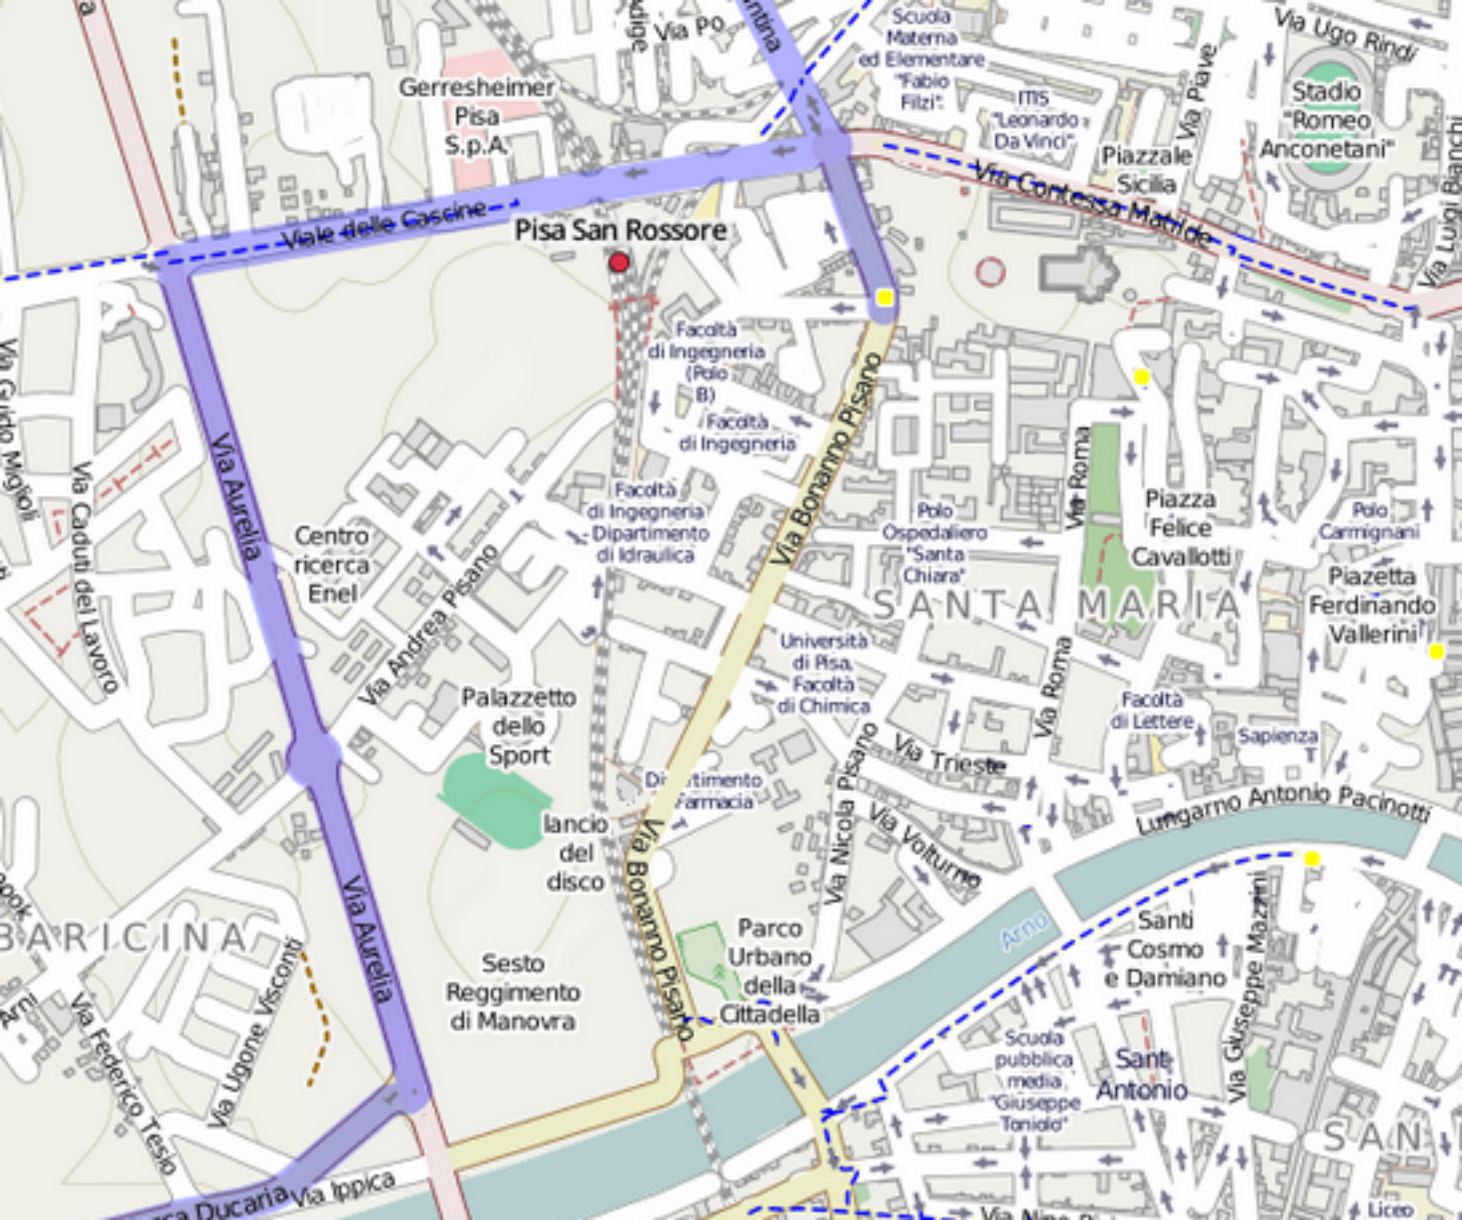 Via Po
Scuola
Materna
ed Elementare
"Fabio
Filzi".
Via Ugo Rindi
Gerresheimer
Pisa
S.p.A.
ITIS
"Leonardo
Da Vinci"
Via Piave
Stadio
"Romeo
Anconetani"
Piazzale
Sicilia
Via Luigi Bianchi
Via Contessa Matilde
Viale delle Cascine
Pisa San Rossore
Facoltà
di Ingegneria
(Polo
B)
Facoltà
di Ingegneria
Via Bonanno Pisano
Via Guido Miglioli
Via Caduti del Lavoro
Via Aurelia
Centro
ricerca
Enel
Facoltà
di Ingegneria
Dipartimento
di Idraulica
Via Roma
Polo
Ospedaliero
"Santa
Chiara"
Piazza
Felice
Cavallotti
Polo
Carmignani
Piazetta
Ferdinando
Vallerini
SANTA MARIA
Via Andrea Pisano
Università
di Pisa,
Facoltà
di Chimica
Via Roma
Facoltà
di Lettere
Sapienza
Palazzetto
dello
Sport
Via Trieste
Via Nicola Pisano
Farmacia
Lungarno Antonio Pacinotti
lancio
del
disco
Via Volturno
Via Bonanno Pisano
Via Aurelia
BARICINA
Arno
Santi
Cosmo
e Damiano
Via Giuseppe Mazzini
Parco
Urbano
della
Cittadella
Sesto
Reggimento
di Manovra
Via Ugone Visconti
Via Federico Tesio
Scuola
pubblica
media
"Giuseppe
Toniolo"
Sant
Antonio
SAN
Ducaria
Via Ippica
Liceo